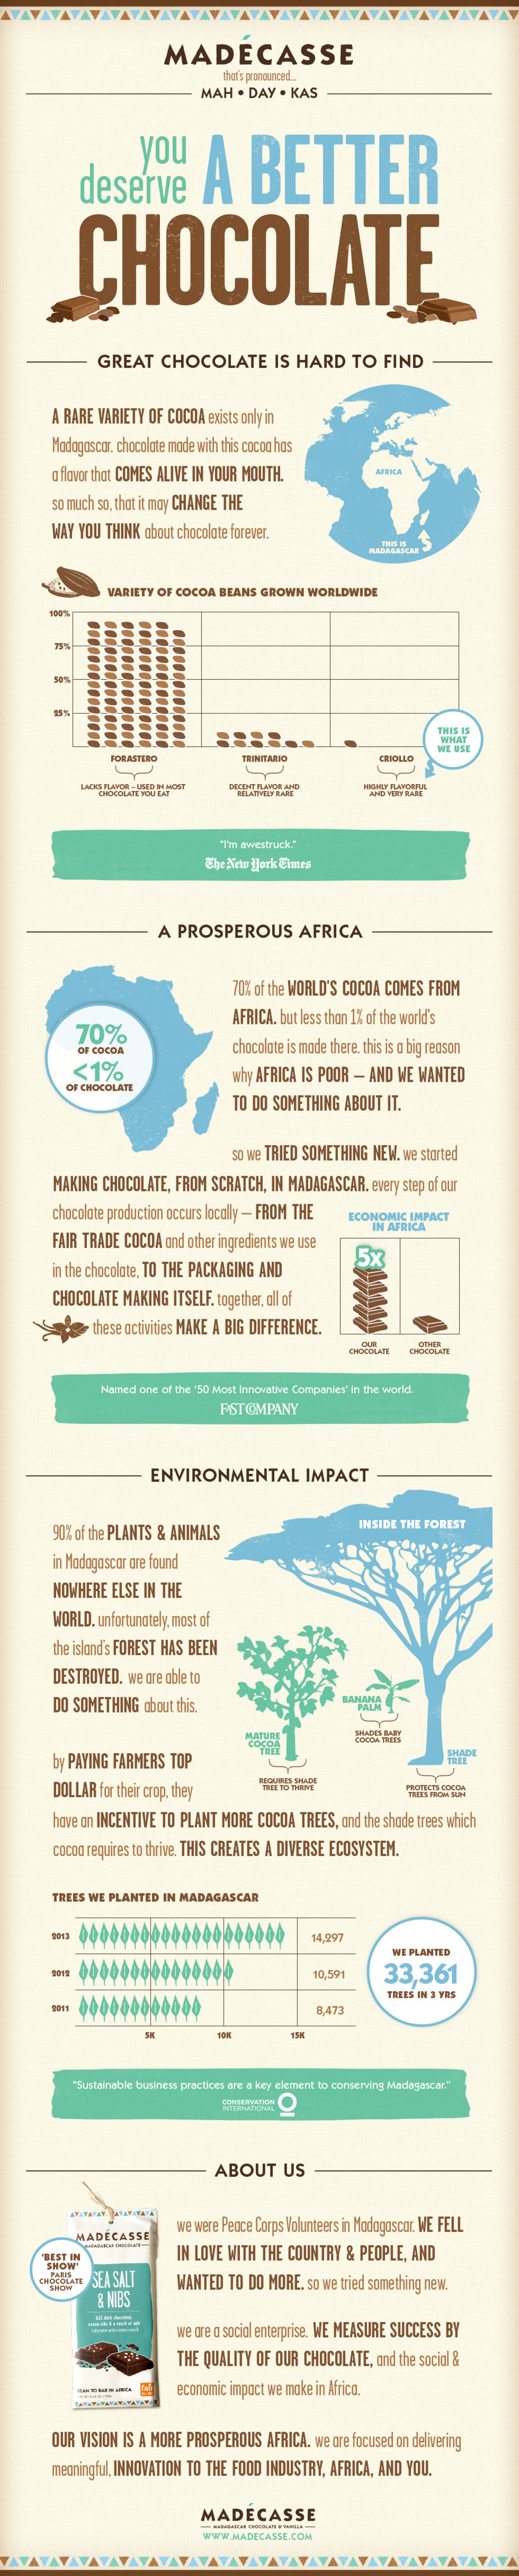 MADÉCASSE
that's pronounced...
MAH • DAY • KAS
you
deserve
A BETTER
CHOCOLATE
GREAT CHOCOLATE IS HARD TO FIND
A RARE VARIETY OF COCOA exists only in
Madagascar. chocolate made with this cocoa has
a flavor that COMES ALIVE IN YOUR MOUTH.
so much so, that it may CHANGE THE
WAY YOU THINK about chocolate forever.
AFRICA
THIS IS
MADAGASCAR
VARIETY OF COCOA BEANS GROWN WORLDWIDE
100%
75%
50%
25%
THIS IS
WHAT
WE USE
FORASTERO
TRINITARIO
CRIOLLO
LACKS FLAVOR – USED IN MOST
CHOCOLATE YOU EAT
DECENT FLAVOR AND
RELATIVELY RARE
HIGHLY FLAVORFUL
AND VERY RARE
"I'm awestruck."
The New York Times
A PROSPEROUS AFRICA
70%
OF COCOA
<1%
OF CHOCOLATE
70% of the WORLD'S COCOA COMES FROM
AFRICA. but less than 1% of the world's
chocolate is made there. this is a big reason
why AFRICA IS POOR – AND WE WANTED
TO DO SOMETHING ABOUT IT.
so we TRIED SOMETHING NEW. we started
MAKING CHOCOLATE, FROM SCRATCH, IN MADAGASCAR. every step of our
chocolate production occurs locally – FROM THE
FAIR TRADE COCOA and other ingredients we use
in the chocolate, TO THE PACKAGING AND
CHOCOLATE MAKING ITSELF. together, all of
these activities MAKE A BIG DIFFERENCE.
ECONOMIC IMPACT
IN AFRICA
5x
OUR
CHOCOLATE
OTHER
CHOCOLATE
Named one of the '50 Most Innovative Companies' in the world.
FAST COMPANY
ENVIRONMENTAL IMPACT
90% of the PLANTS & ANIMALS
in Madagascar are found
NOWHERE ELSE IN THE
WORLD. unfortunately, most of
the island's FOREST HAS BEEN
DESTROYED. we are able to
DO SOMETHING about this.
INSIDE THE FOREST
BANANA
PALM
SHADES BABY
COCOA TREES
MATURE
COCOA
TREE
REQUIRES SHADE
TREE TO THRIVE
SHADE
TREE
PROTECTS COCOA
TREES FROM SUN
by PAYING FARMERS TOP
DOLLAR for their crop, they
have an INCENTIVE TO PLANT MORE COCOA TREES, and the shade trees which
cocoa requires to thrive. THIS CREATES A DIVERSE ECOSYSTEM.
TREES WE PLANTED IN MADAGASCAR
2013
14,297
2012
10,591
2011
8,473
5K
10K
15K
WE PLANTED
33,361
TREES IN 3 YRS
"Sustainable business practices are a key element to conserving Madagascar."
CONSERVATION
INTERNATIONAL
ABOUT US
MADÉCASSE
MADAGASCAR CHOCOLATE
'BEST IN
SHOW'
PARIS
CHOCOLATE
SHOW
SEA SALT
& NIBS
BEAN TO BAR IN AFRICA
fair
we were Peace Corps Volunteers in Madagascar. WE FELL
IN LOVE WITH THE COUNTRY & PEOPLE, AND
WANTED TO DO MORE. so we tried something new.
we are a social enterprise. WE MEASURE SUCCESS BY
THE QUALITY OF OUR CHOCOLATE, and the social &
economic impact we make in Africa.
OUR VISION IS A MORE PROSPEROUS AFRICA. we are focused on delivering
meaningful, INNOVATION TO THE FOOD INDUSTRY, AFRICA, AND YOU.
MADÉCASSE
MADAGASCAR CHOCOLATE & VANILLA
WWW.MADECASSE.COM